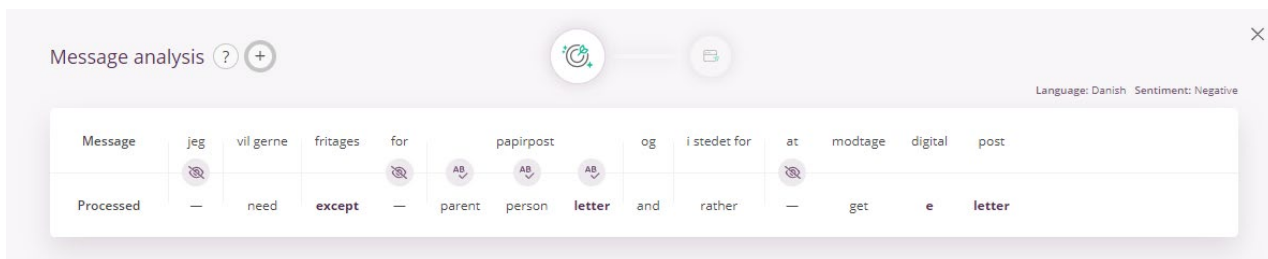 Message analysis ? +
Language: Danish Sentiment: Negative
Message jeg vil gerne fritages for papirpost og i stedet for at modtage digital post
AB AB AB
Processed — need except — parent person letter and rather — get e letter